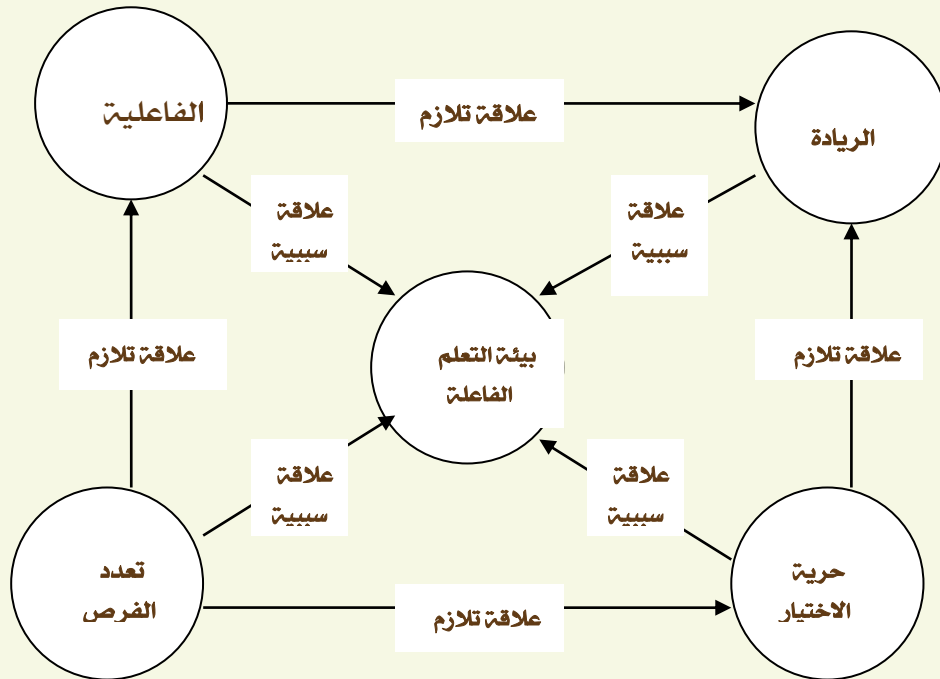 الفاعلية
علاقة تلازم
الريادة
علاقة
سببية
علاقة
سببية
علاقة تلازم
بيئة التعلم
الفاعلة
علاقة تلازم
علاقة
سببية
علاقة
سببية
تعدد
الفرص
علاقة تلازم
حرية
الاختيار